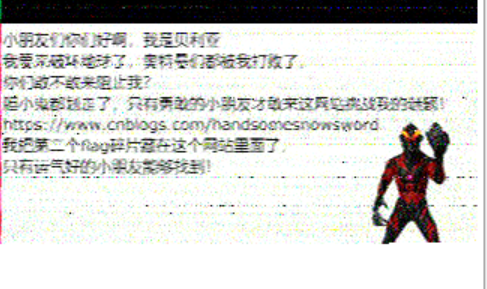 小朋友们你们好啊，我是贝利亚
我要来破坏地球了，奥特曼们都被我打败了，
你们敢不敢来阻止我？
胆小鬼都划走了，只有勇敢的小朋友才敢来这网站挑战我的谜题！
https://www.cnblogs.com/handsomesnowsword
我把第二个flag碎片藏在这个网站里面了，
只有运气好的小朋友能够找到！